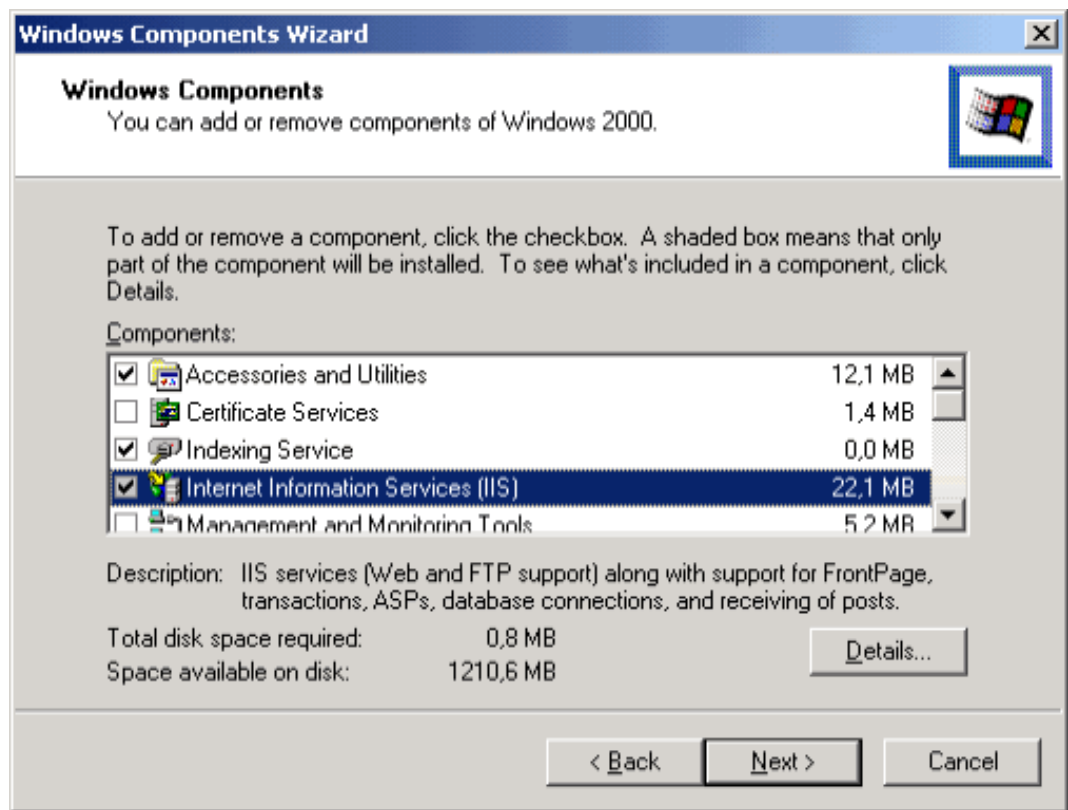 Windows Components Wizard
Windows Components
You can add or remove components of Windows 2000.
To add or remove a component, click the checkbox. A shaded box means that only
part of the component will be installed. To see what's included in a component, click
Details.
Components:
Accessories and Utilities 12,1 MB
Certificate Services 1,4 MB
Indexing Service 0,0 MB
Internet Information Services (IIS) 22,1 MB
Management and Monitoring Tools 5,2 MB
Description: IIS services (Web and FTP support) along with support for FrontPage,
transactions, ASPs, database connections, and receiving of posts.
Total disk space required: 0,8 MB
Space available on disk: 1210,6 MB
Details...
< Back Next > Cancel